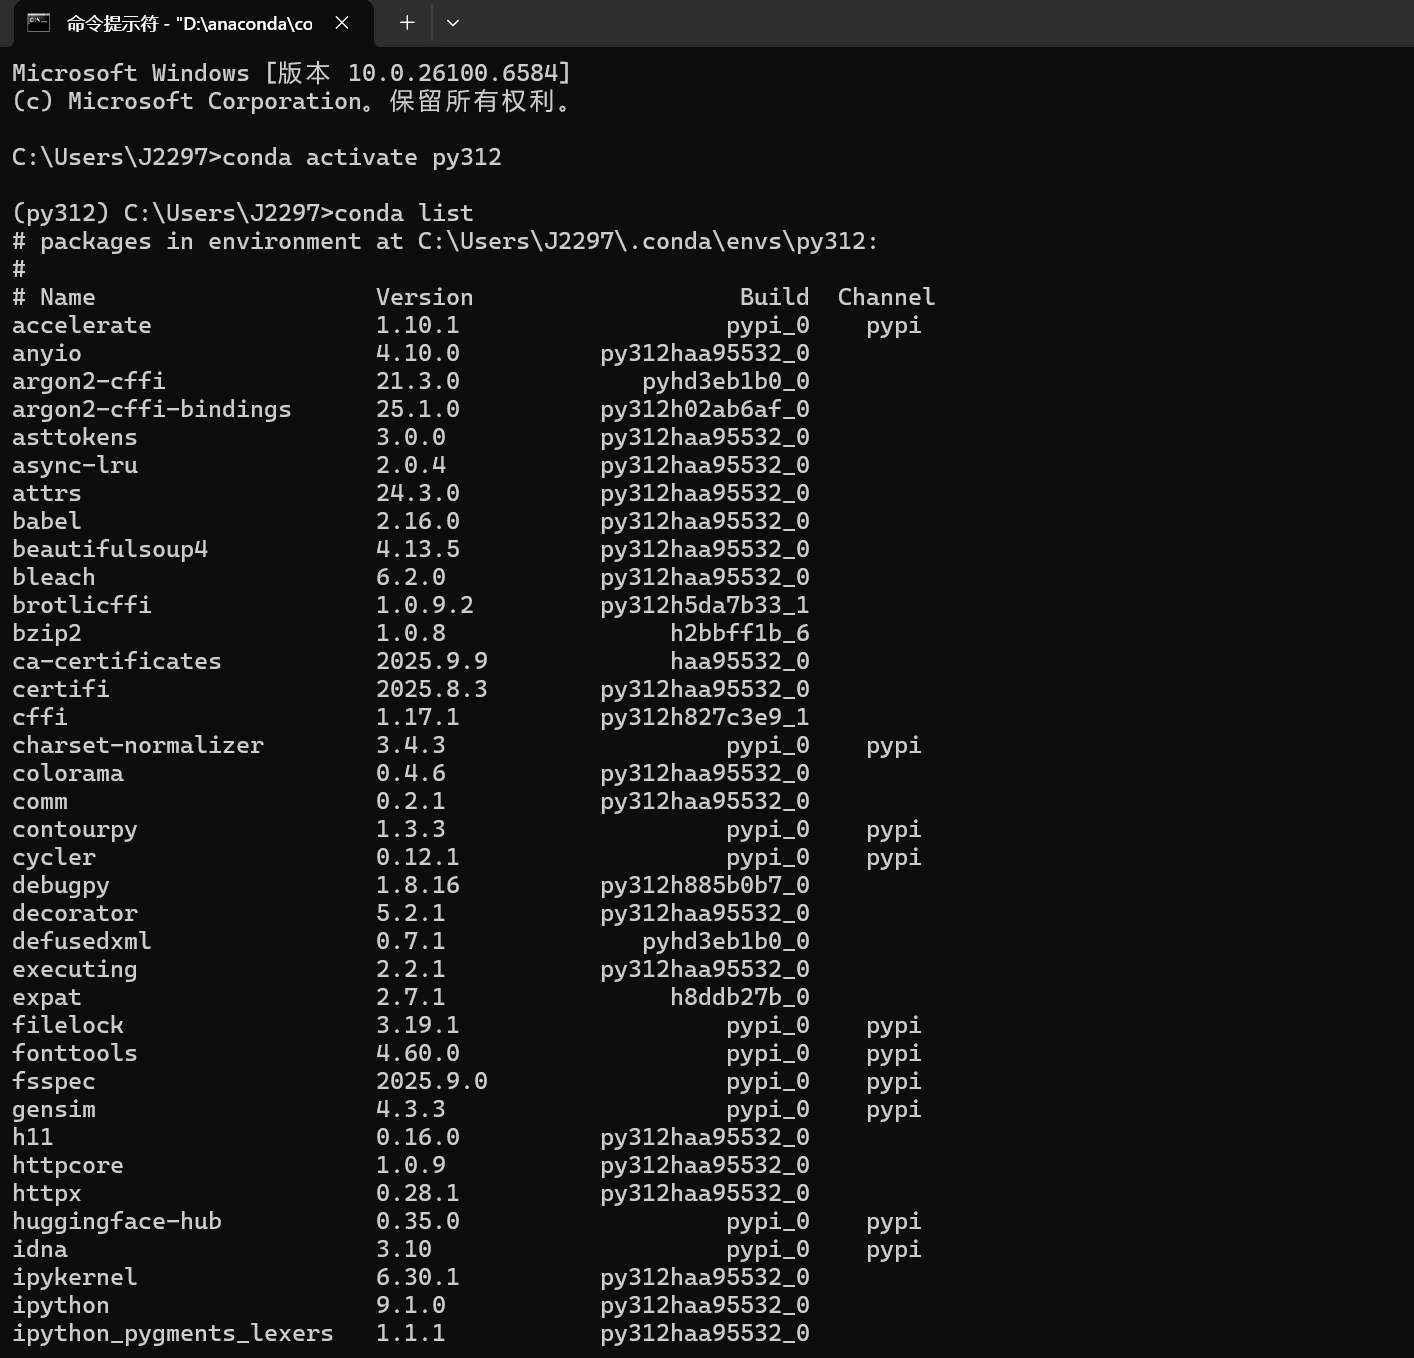 命令提示符 - "D:\anaconda\co
Microsoft Windows [版本 10.0.26100.6584]
(c) Microsoft Corporation。保留所有权利。
C:\Users\J2297>conda activate py312
(py312) C:\Users\J2297>conda list
# packages in environment at C:\Users\J2297\.conda\envs\py312:
#
# Name                    Version                   Build  Channel
accelerate                1.10.1                   pypi_0    pypi
anyio                     4.10.0          py312haa95532_0
argon2-cffi               21.3.0             pyhd3eb1b0_0
argon2-cffi-bindings      25.1.0          py312h02ab6af_0
asttokens                 3.0.0           py312haa95532_0
async-lru                 2.0.4           py312haa95532_0
attrs                     24.3.0          py312haa95532_0
babel                     2.16.0          py312haa95532_0
beautifulsoup4            4.13.5          py312haa95532_0
bleach                    6.2.0           py312haa95532_0
brotlicffi                1.0.9.2         py312h5da7b33_1
bzip2                     1.0.8                h2bbff1b_6
ca-certificates           2025.9.9             haa95532_0
certifi                   2025.8.3        py312haa95532_0
cffi                      1.17.1          py312h827c3e9_1
charset-normalizer        3.4.3                    pypi_0    pypi
colorama                  0.4.6           py312haa95532_0
comm                      0.2.1           py312haa95532_0
contourpy                 1.3.3                    pypi_0    pypi
cycler                    0.12.1                   pypi_0    pypi
debugpy                   1.8.16          py312h885b0b7_0
decorator                 5.2.1           py312haa95532_0
defusedxml                0.7.1              pyhd3eb1b0_0
executing                 2.2.1           py312haa95532_0
expat                     2.7.1                h8ddb27b_0
filelock                  3.19.1                   pypi_0    pypi
fonttools                 4.60.0                   pypi_0    pypi
fsspec                    2025.9.0                 pypi_0    pypi
gensim                    4.3.3                    pypi_0    pypi
h11                       0.16.0          py312haa95532_0
httpcore                  1.0.9           py312haa95532_0
httpx                     0.28.1          py312haa95532_0
huggingface-hub           0.35.0                   pypi_0    pypi
idna                      3.10                     pypi_0    pypi
ipykernel                 6.30.1          py312haa95532_0
ipython                   9.1.0           py312haa95532_0
ipython_pygments_lexers   1.1.1           py312haa95532_0